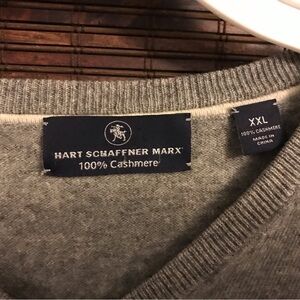 HART SCHAFFNER MARX
100% Cashmere
XXL
100% CASHMERE
MADE IN
CHINA